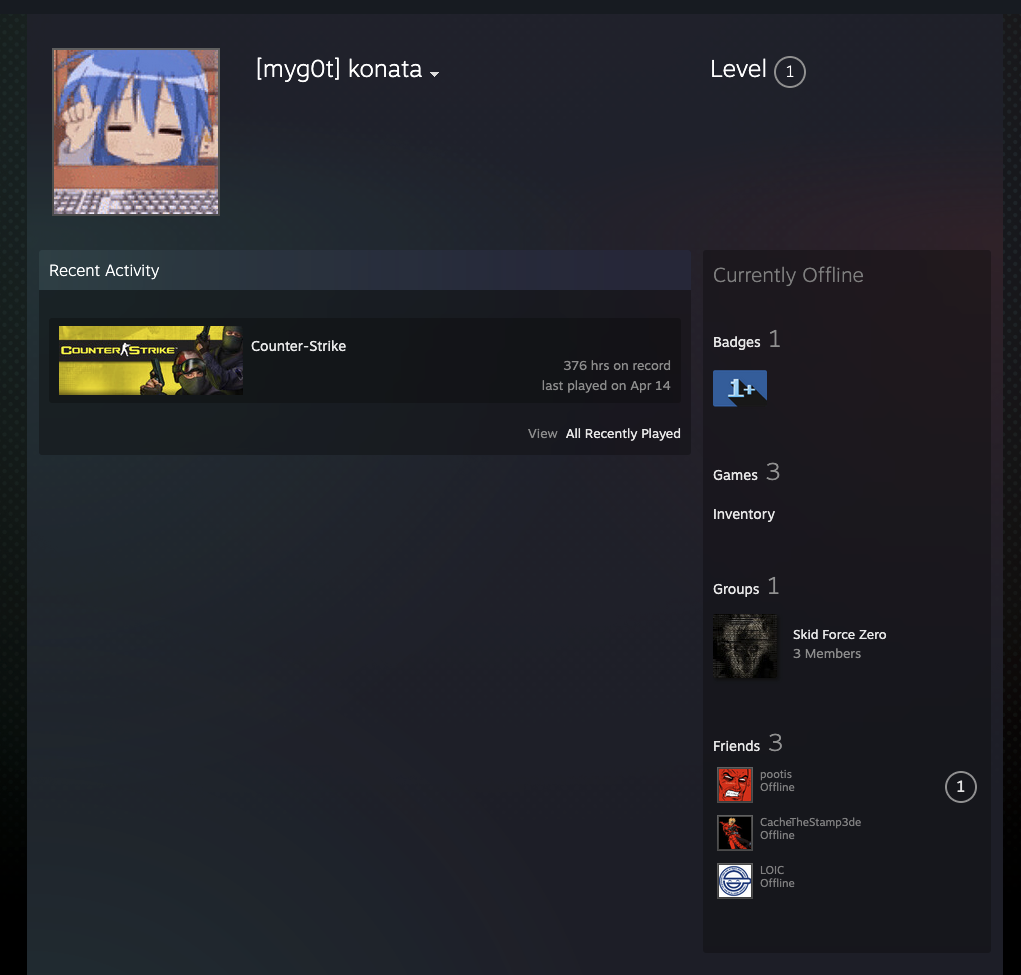 [myg0t] konata
Level 1
Recent Activity
COUNTER STRIKE
Counter-Strike
376 hrs on record
last played on Apr 14
View All Recently Played
Currently Offline
Badges 1
1+
Games 3
Inventory
Groups 1
Skid Force Zero
3 Members
Friends 3
pootis
Offline
1
CacheTheStamp3de
Offline
LOIC
Offline